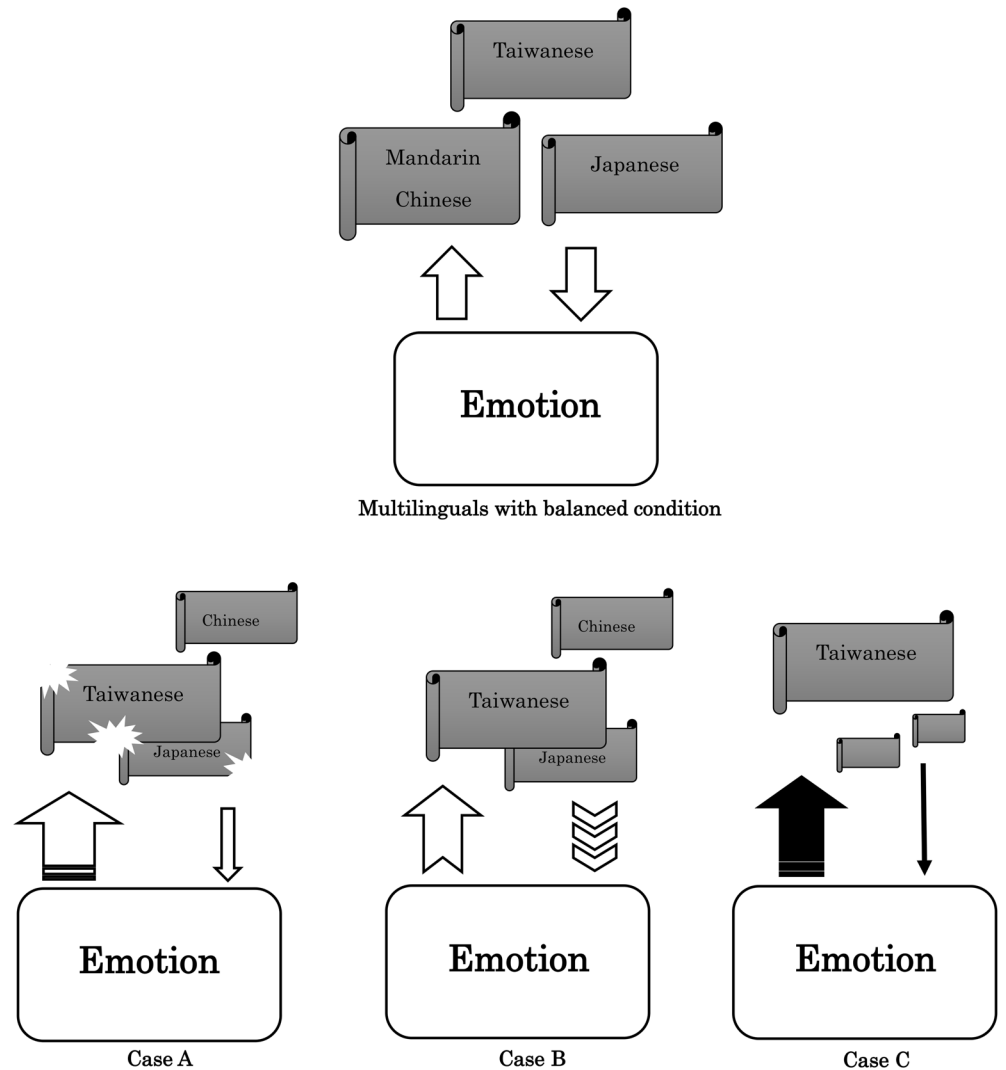 Taiwanese
Mandarin
Chinese
Japanese
Emotion
Multilinguals with balanced condition
Chinese
Taiwanese
Japanese
Emotion
Case A
Chinese
Taiwanese
Japanese
Emotion
Case B
Taiwanese
Emotion
Case C